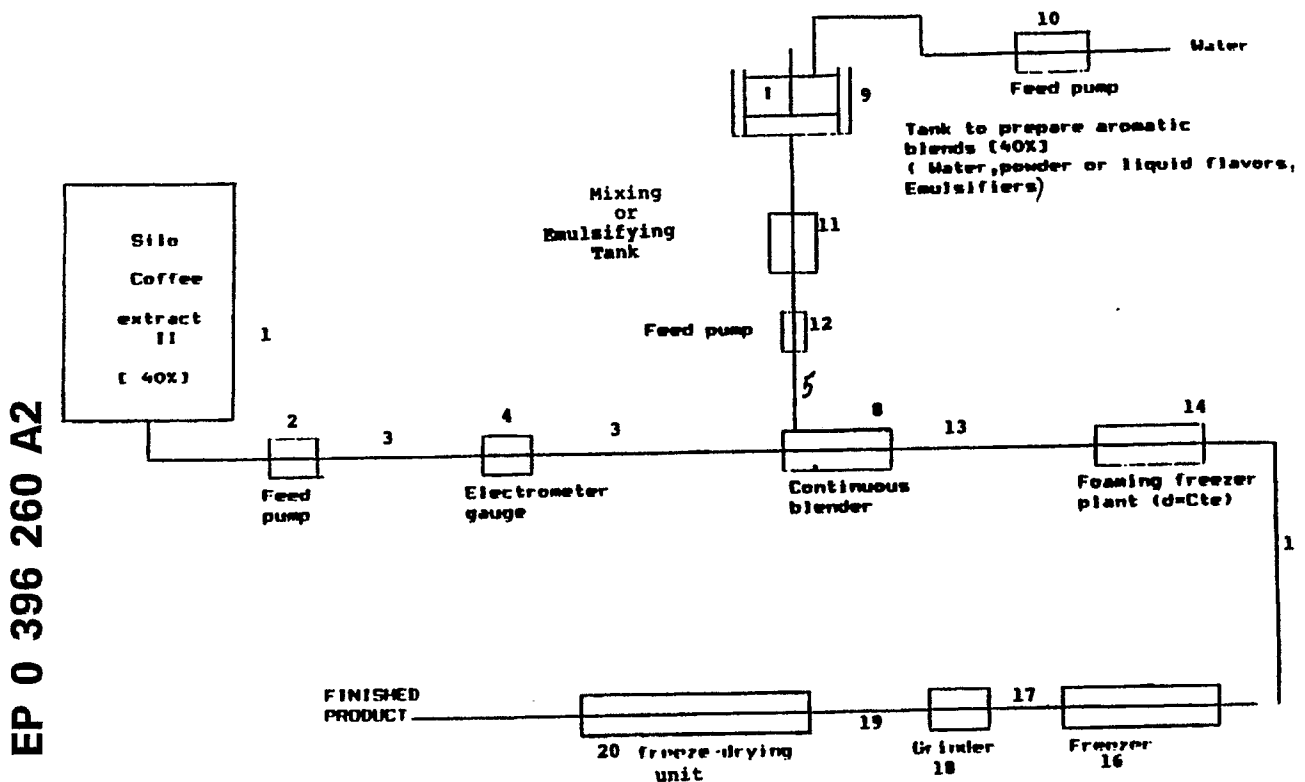 10
Water
Feed pump
I
9
Tank to prepare aromatic
blends [40%]
( Water,powder or liquid flavors,
Emulsifiers)
Mixing
or
Emulsifying
Tank
11
Silo
Coffee
extract
II
[ 40%]
1
Feed pump
12
5
2
3
4
3
8
13
14
Feed
pump
Electrometer
gauge
Continuous
blender
Foaming freezer
plant (d=Cte)
1
FINISHED
PRODUCT
19
17
20 freeze-drying
unit
Grinder
18
Freezer
16
EP 0 396 260 A2